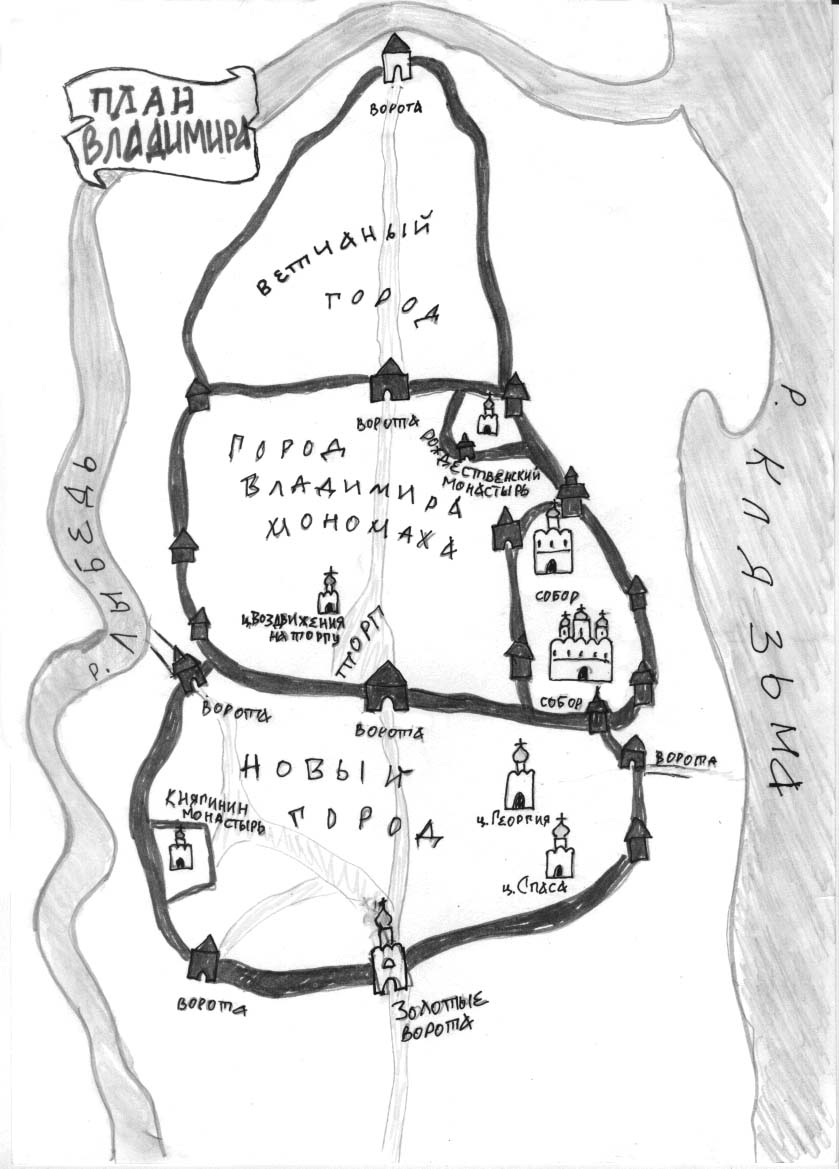 ПЛАН
ВЛАДИМИРА
ВОРОТА
ВЕТЧАНЫЙ
ГОРОД
ВОРОТА
РОЖДЕСТВЕНСКИЙ
МОНАСТЫРЬ
ГОРОД
ВЛАДИМИРА
МОНОМАХА
СОБОР
СОБОР
Ц. ВОЗДВИЖЕНИЯ
НА ТОРГУ
ТОРГ
ВОРОТА
ВОРОТА
ВОРОТА
НОВЫЙ
ГОРОД
Ц. ГЕОРГИЯ
Ц. СПАСА
КНЯГИНИН
МОНАСТЫРЬ
ВОРОТА
ЗОЛОТЫЕ
ВОРОТА
Р. КЛЯЗЬМА